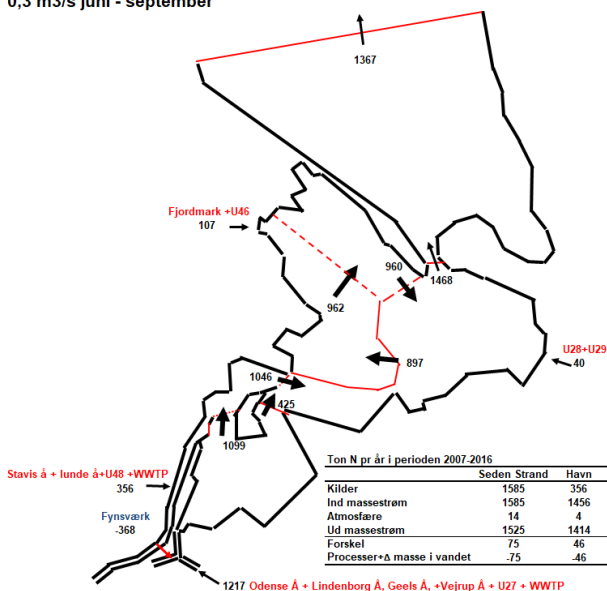 0,3 m3/s juni - september
1367
Fjordmark +U46
107
960
1468
962
U28+U29
40
897
1046
425
1099
Stavis å + lunde å+U48 +WWTP
356
Fynsværk
-368
1217 Odense Å + Lindenborg Å, Geels Å, +Vejrup Å + U27 + WWTP
Ton N pr år i perioden 2007-2016
Seden Strand Havn
Kilder 1585 356
Ind massestrøm 1585 1456
Atmosfære 14 4
Ud massestrøm 1525 1414
Forskel 75 46
Processer+Δ masse i vandet -75 -46